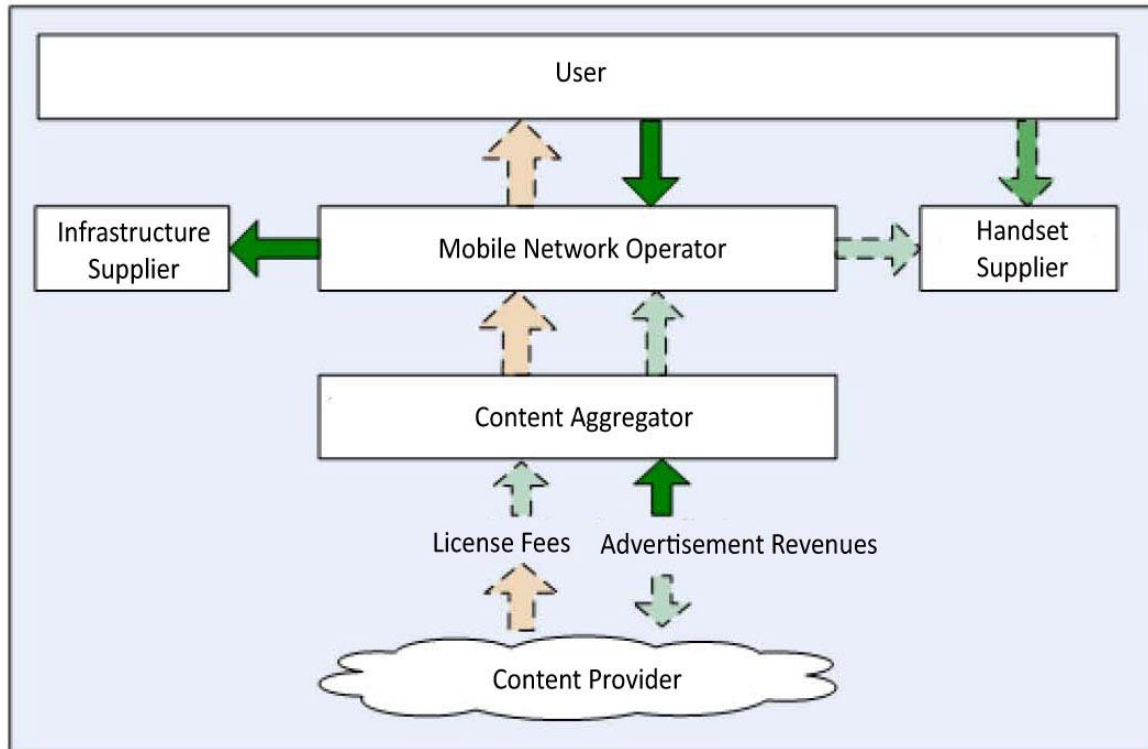 User
Infrastructure
Supplier
Mobile Network Operator
Handset
Supplier
Content Aggregator
License Fees
Advertisement Revenues
Content Provider